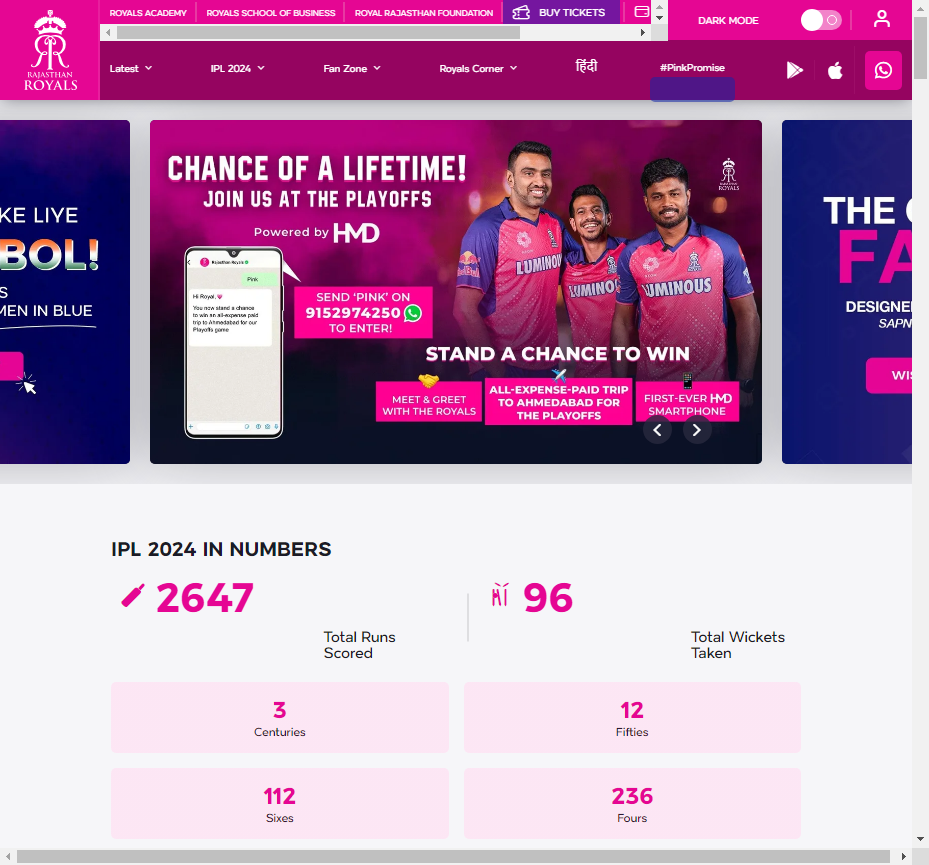 ROYALS ACADEMY
ROYALS SCHOOL OF BUSINESS
ROYAL RAJASTHAN FOUNDATION
BUY TICKETS
DARK MODE
RAJASTHAN
ROYALS
Latest
IPL 2024
Fan Zone
Royals Corner
हिंदी
#PinkPromise
KE LIYE
BOL!
S
MEN IN BLUE
CHANCE OF A LIFETIME!
JOIN US AT THE PLAYOFFS
Powered by HMD
Rajasthan Royals
Pink
Hi Royal,
You now stand a chance
to win an all-expense paid
trip to Ahmedabad for our
Playoffs game
SEND 'PINK' ON
9152974250
TO ENTER!
RAJASTHAN
ROYALS
Red Bull
LUMINOUS
LUMINOUS
LUMINOUS
STAND A CHANCE TO WIN
MEET & GREET
WITH THE ROYALS
ALL-EXPENSE-PAID TRIP
TO AHMEDABAD FOR
THE PLAYOFFS
FIRST-EVER HMD
SMARTPHONE
THE
FA
DESIGNE
SAPN
WIS
IPL 2024 IN NUMBERS
2647
Total Runs
Scored
96
Total Wickets
Taken
3
Centuries
12
Fifties
112
Sixes
236
Fours